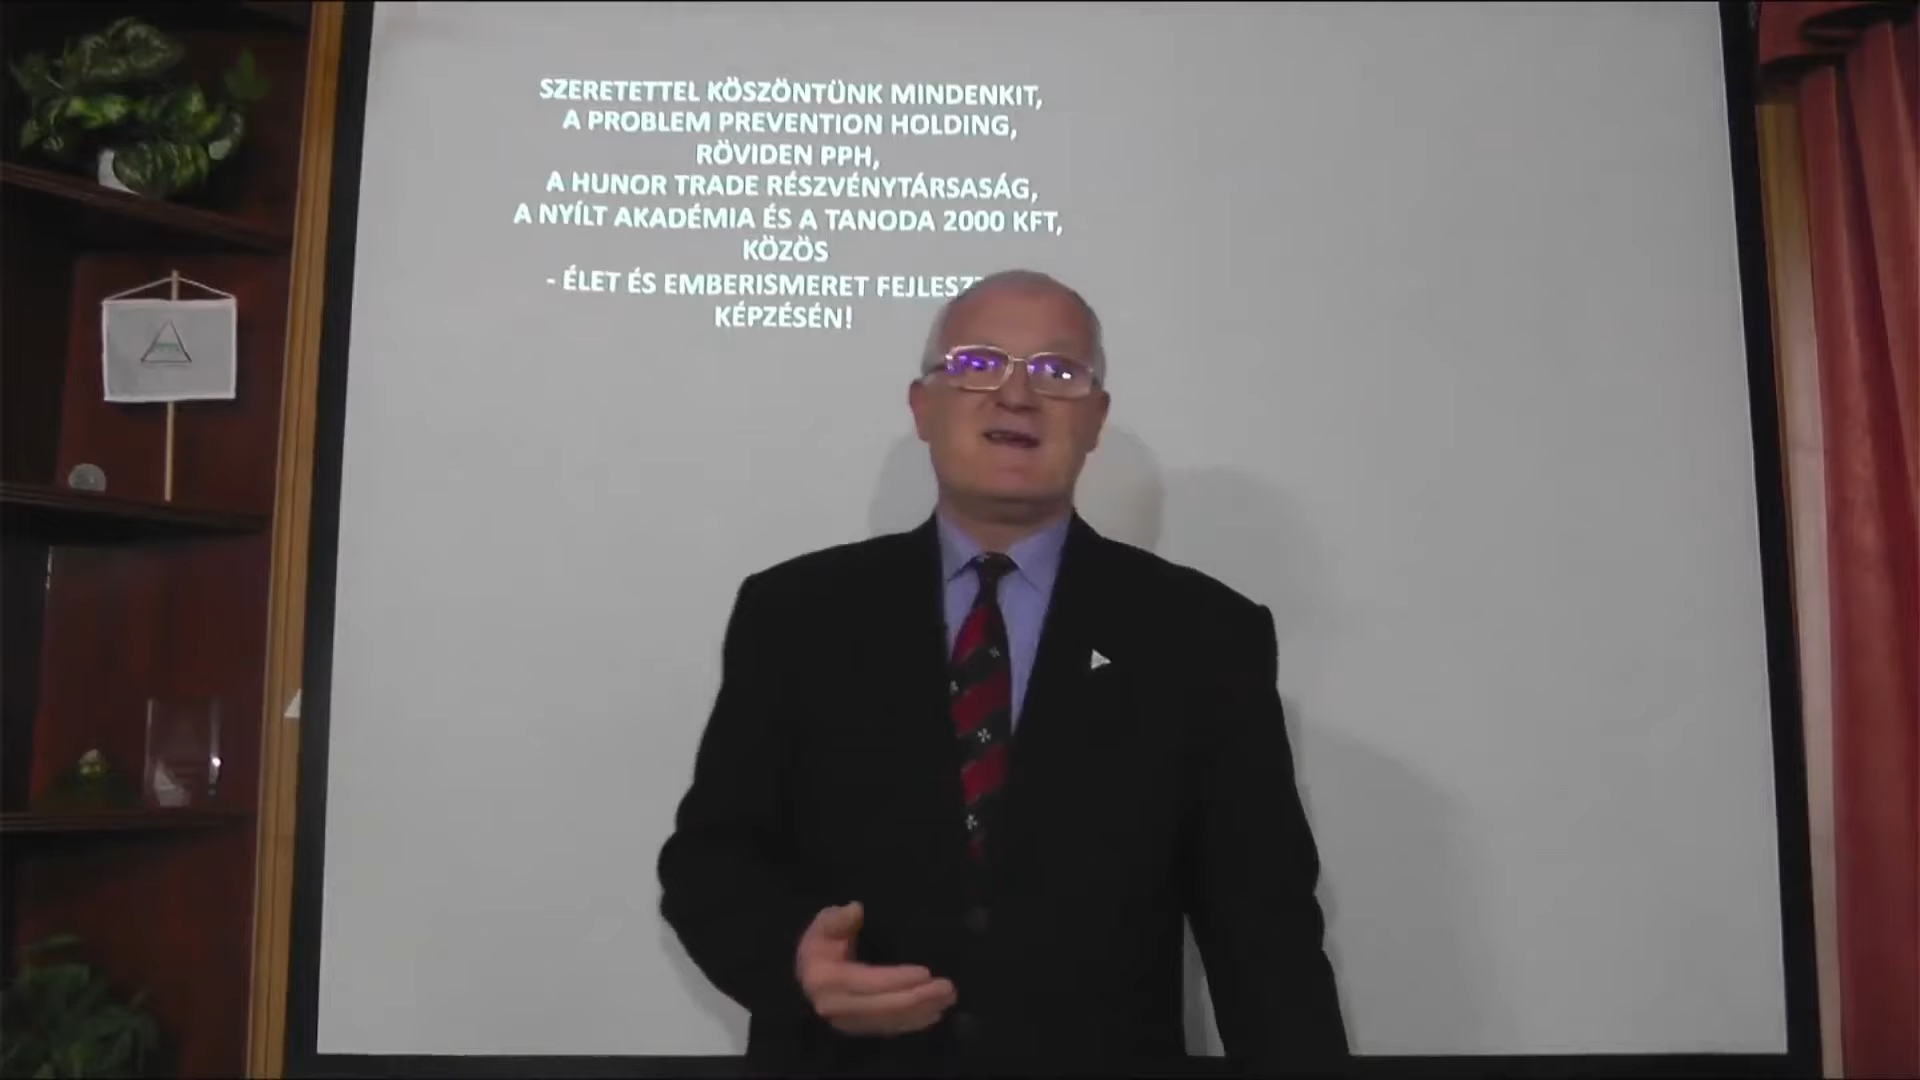 SZERETETTEL KÖSZÖNTÜNK MINDENKIT,
A PROBLEM PREVENTION HOLDING,
RÖVIDEN PPH,
A HUNOR TRADE RÉSZVÉNYTÁRSASÁG,
A NYÍLT AKADÉMIA ÉS A TANODA 2000 KFT,
KÖZÖS
- ÉLET ÉS EMBERISMERET
KÉPZÉSÉN!